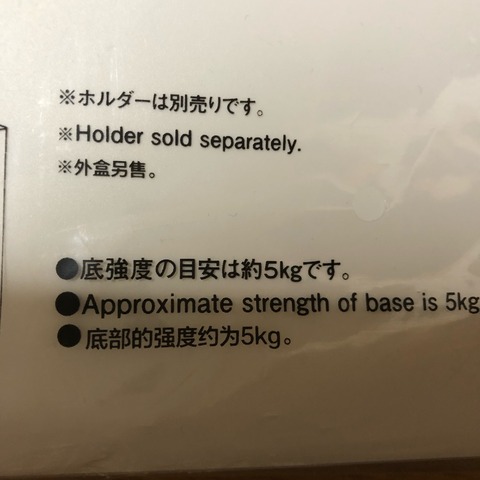 ※ホルダーは別売りです。
※Holder sold separately.
※外盒另售。
●底強度の目安は約5kgです。
●Approximate strength of base is 5kg
●底部的强度约为5kg。